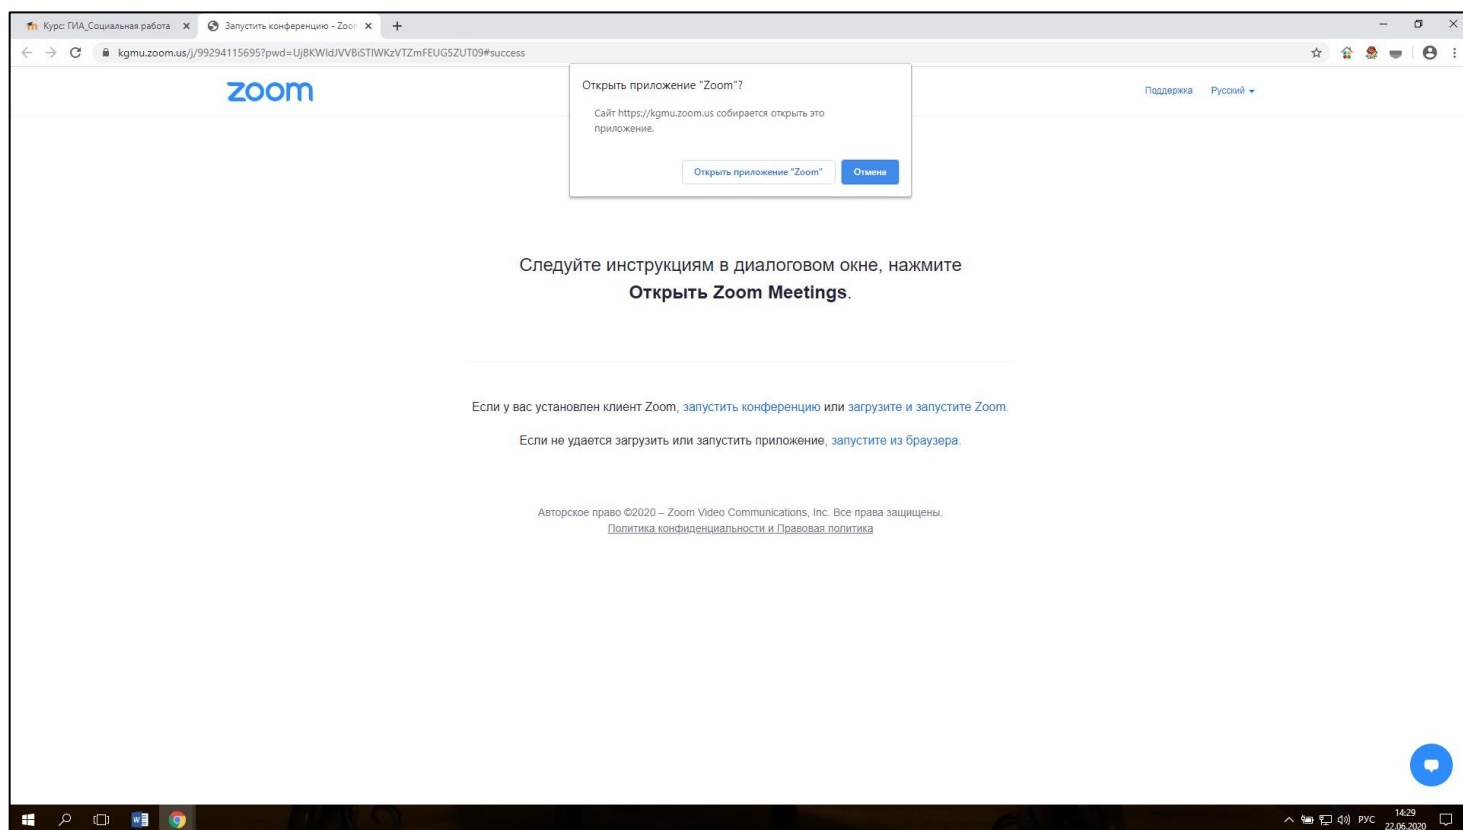 Курс: ГИА_Социальная работа
Запустить конференцию - Zoom
kgmu.zoom.us/j/99294115695?pwd=UjBKWldJVVBiSTlWKzVTZmFEUG5ZUT09#success
zoom
Поддержка Русский
Открыть приложение "Zoom"?
Сайт https://kgmu.zoom.us собирается открыть это
приложение.
Открыть приложение "Zoom" Отмена
Следуйте инструкциям в диалоговом окне, нажмите
Открыть Zoom Meetings.
Если у вас установлен клиент Zoom, запустить конференцию или загрузите и запустите Zoom.
Если не удается загрузить или запустить приложение, запустите из браузера.
Авторское право ©2020 – Zoom Video Communications, Inc. Все права защищены.
Политика конфиденциальности и Правовая политика
РУС
14:29
22.06.2020